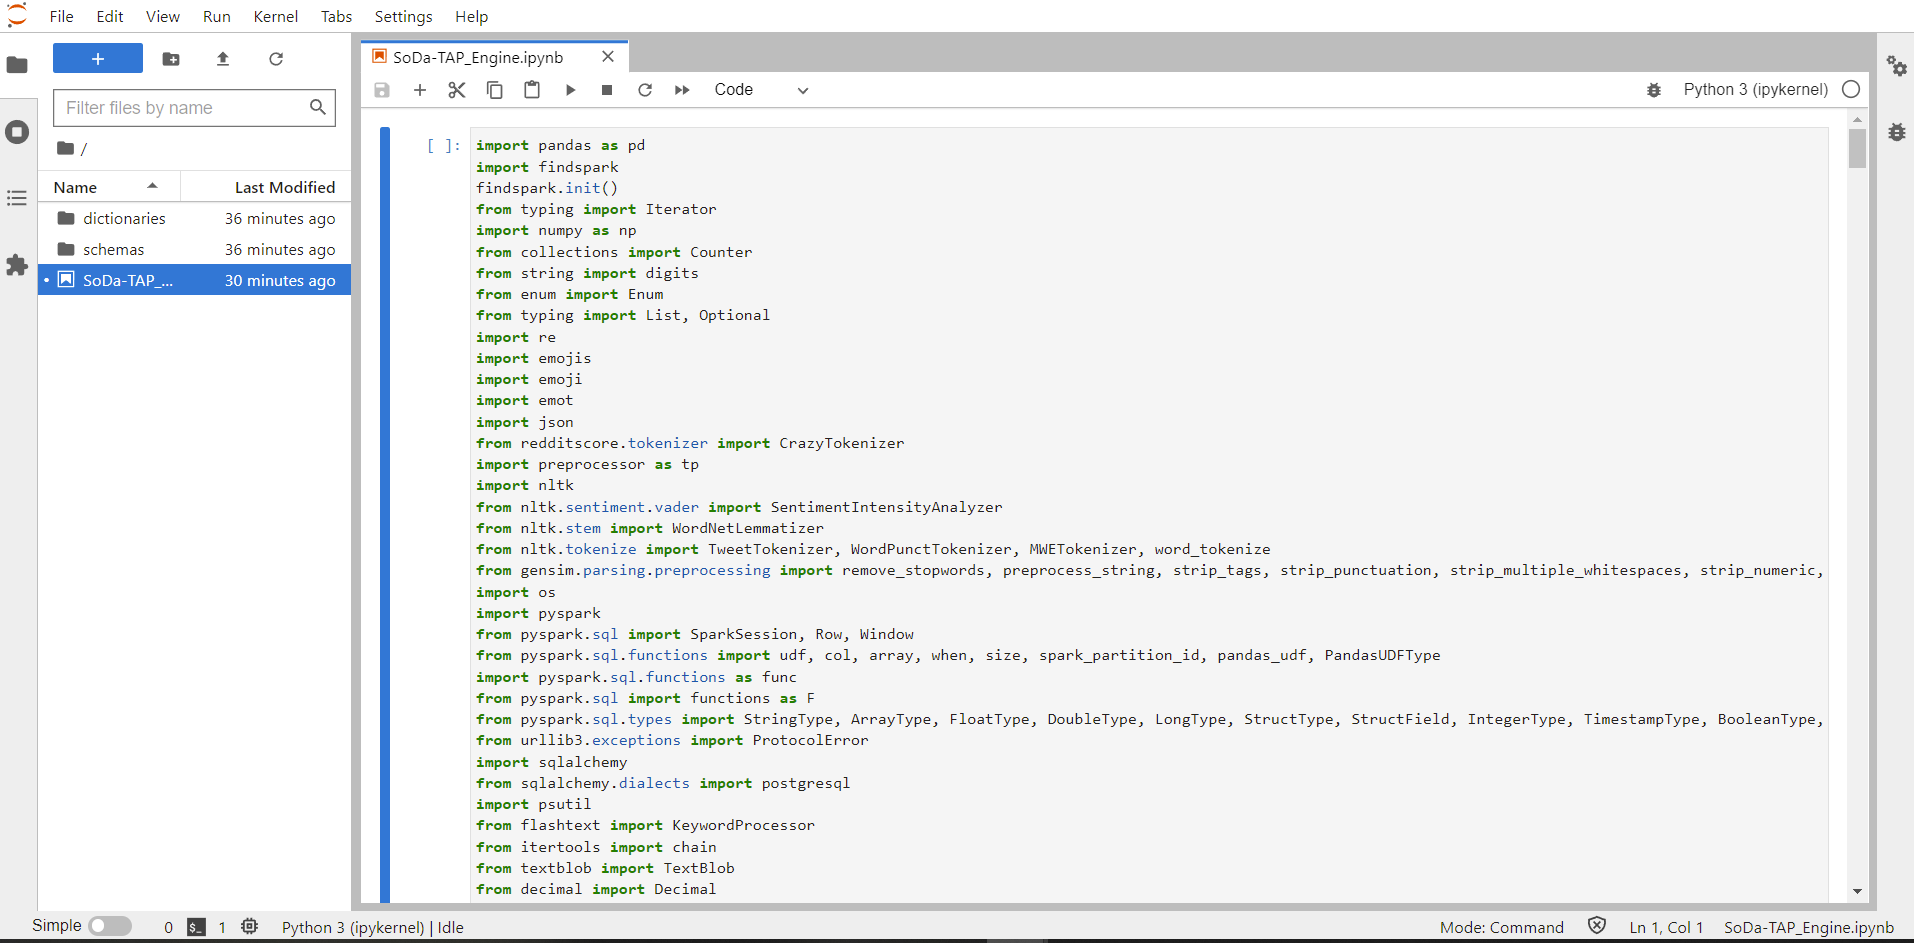 File Edit View Run Kernel Tabs Settings Help
+
Filter files by name
/
Name Last Modified
dictionaries 36 minutes ago
schemas 36 minutes ago
SoDa-TAP_... 30 minutes ago
SoDa-TAP_Engine.ipynb
Code
Python 3 (ipykernel)
[ ]:
import pandas as pd
import findspark
findspark.init()
from typing import Iterator
import numpy as np
from collections import Counter
from string import digits
from enum import Enum
from typing import List, Optional
import re
import emojis
import emoji
import emot
import json
from redditscore.tokenizer import CrazyTokenizer
import preprocessor as tp
import nltk
from nltk.sentiment.vader import SentimentIntensityAnalyzer
from nltk.stem import WordNetLemmatizer
from nltk.tokenize import TweetTokenizer, WordPunctTokenizer, MWETokenizer, word_tokenize
from gensim.parsing.preprocessing import remove_stopwords, preprocess_string, strip_tags, strip_punctuation, strip_multiple_whitespaces, strip_numeric,
import os
import pyspark
from pyspark.sql import SparkSession, Row, Window
from pyspark.sql.functions import udf, col, array, when, size, spark_partition_id, pandas_udf, PandasUDFType
import pyspark.sql.functions as func
from pyspark.sql import functions as F
from pyspark.sql.types import StringType, ArrayType, FloatType, DoubleType, LongType, StructType, StructField, IntegerType, TimestampType, BooleanType,
from urllib3.exceptions import ProtocolError
import sqlalchemy
from sqlalchemy.dialects import postgresql
import psutil
from flashtext import KeywordProcessor
from itertools import chain
from textblob import TextBlob
from decimal import Decimal
Simple 0 $_ 1 Python 3 (ipykernel) | Idle Mode: Command Ln 1, Col 1 SoDa-TAP_Engine.ipynb